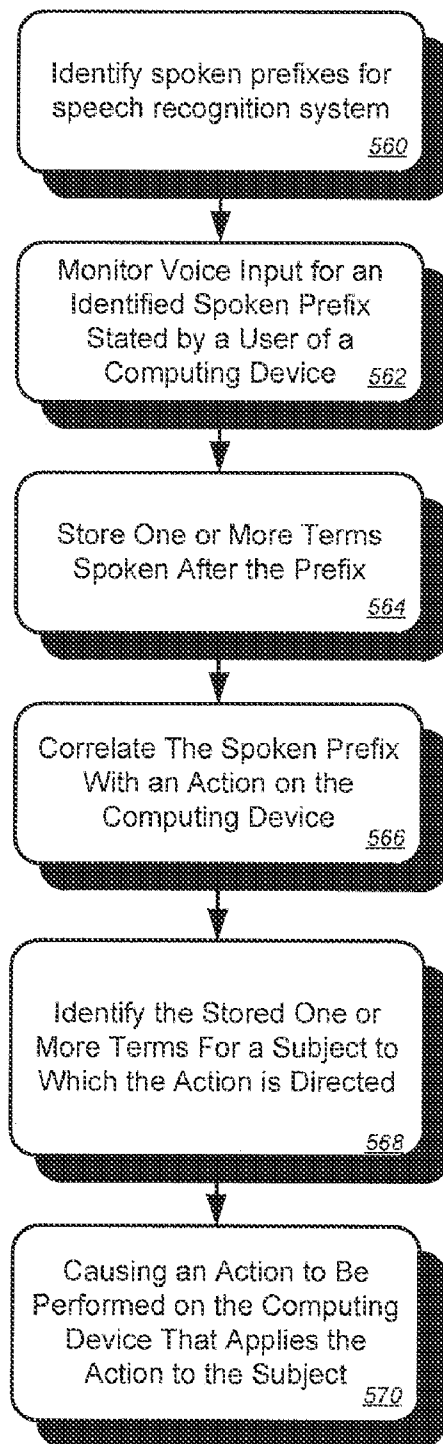 Identify spoken prefixes for
speech recognition system
560
Monitor Voice Input for an
Identified Spoken Prefix
Stated by a User of a
Computing Device 562
Store One or More Terms
Spoken After the Prefix
564
Correlate The Spoken Prefix
With an Action on the
Computing Device
566
Identify the Stored One or
More Terms For a Subject to
Which the Action is Directed
568
Causing an Action to Be
Performed on the Computing
Device That Applies the
Action to the Subject
570